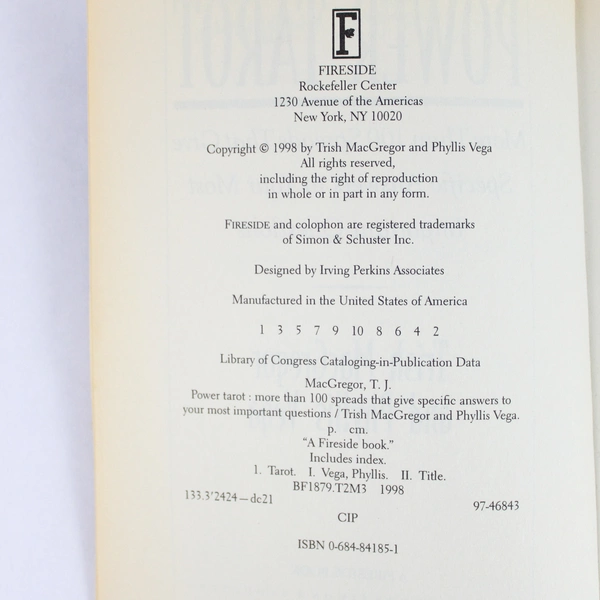 F
FIRESIDE
Rockefeller Center
1230 Avenue of the Americas
New York, NY 10020
Copyright © 1998 by Trish MacGregor and Phyllis Vega
All rights reserved,
including the right of reproduction
in whole or in part in any form.
FIRESIDE and colophon are registered trademarks
of Simon & Schuster Inc.
Designed by Irving Perkins Associates
Manufactured in the United States of America
1 3 5 7 9 10 8 6 4 2
Library of Congress Cataloging-in-Publication Data
MacGregor, T. J.
Power tarot : more than 100 spreads that give specific answers to
your most important questions / Trish MacGregor and Phyllis Vega.
p. cm.
"A Fireside book."
Includes index.
1. Tarot. I. Vega, Phyllis. II. Title.
BF1879.T2M3 1998
133.3'2424—dc21 97-46843
CIP
ISBN 0-684-84185-1